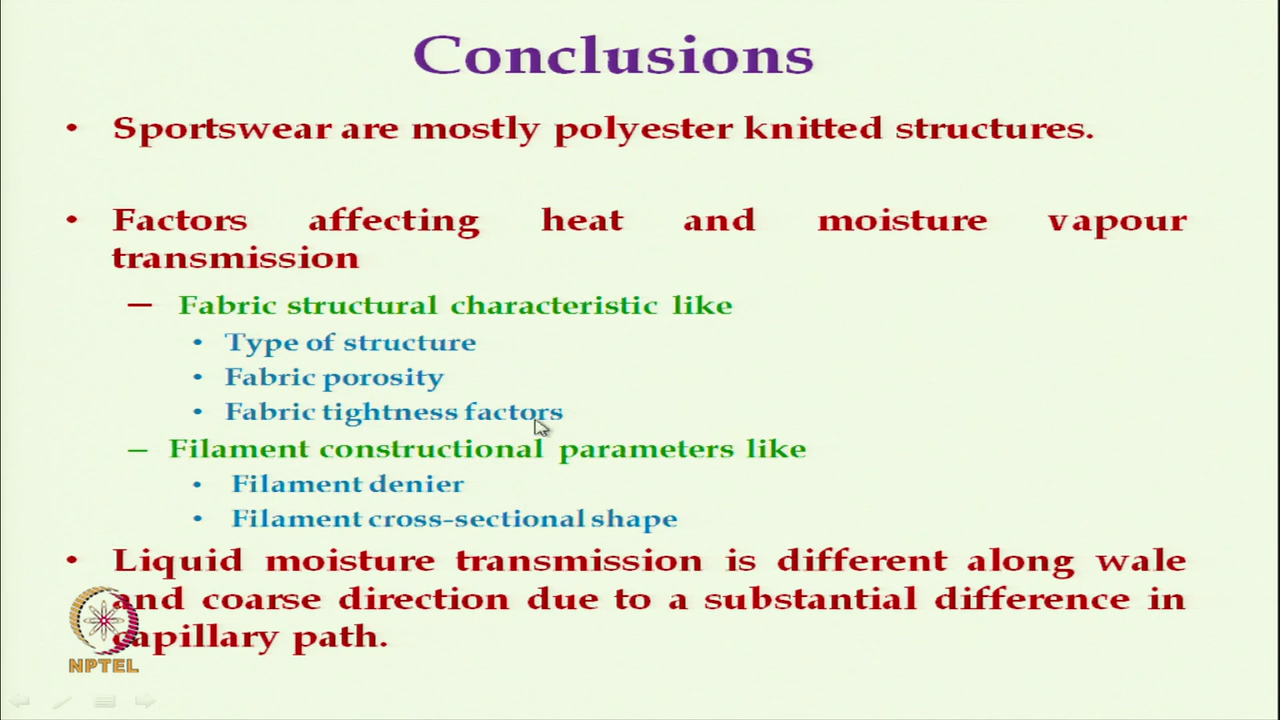 Conclusions
• Sportswear are mostly polyester knitted structures.
• Factors affecting heat and moisture vapour
transmission
– Fabric structural characteristic like
• Type of structure
• Fabric porosity
• Fabric tightness factors
– Filament constructional parameters like
• Filament denier
• Filament cross-sectional shape
• Liquid moisture transmission is different along wale
and coarse direction due to a substantial difference in
capillary path.
NPTEL